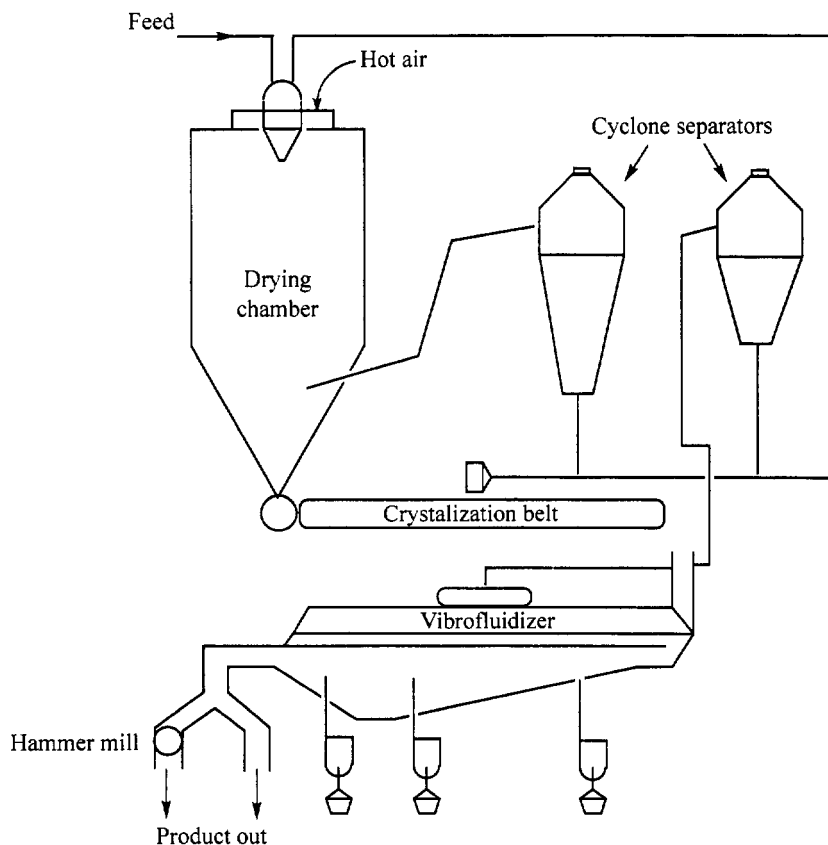 Feed
Hot air
Cyclone separators
Drying
chamber
Crystalization belt
Vibrofluidizer
Hammer mill
Product out